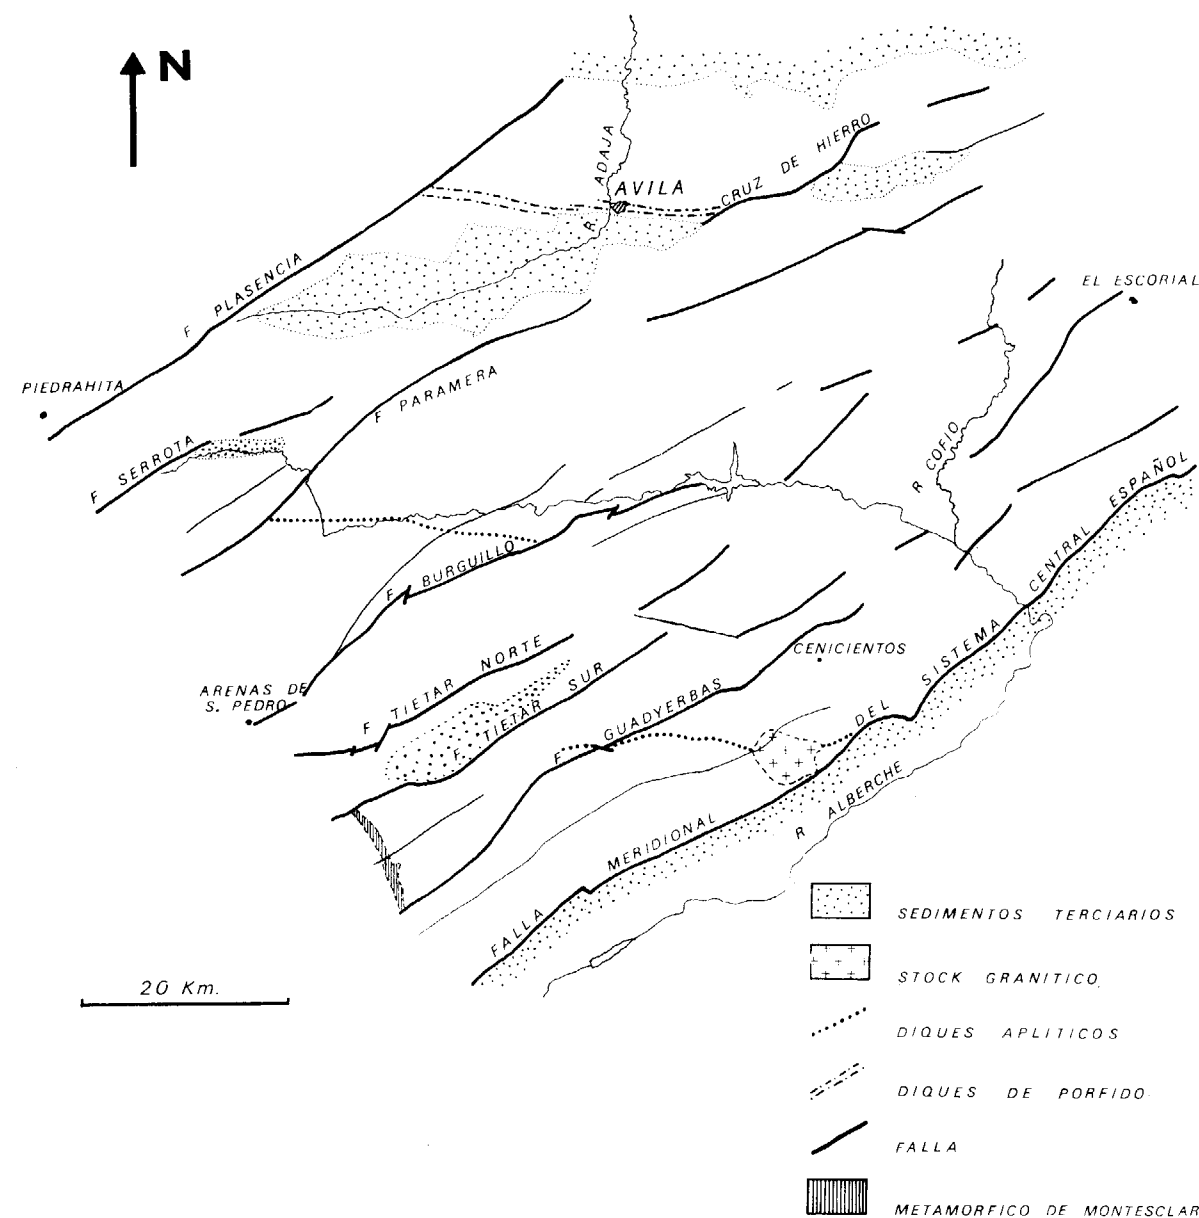 N
R. ADAJA
AVILA
CRUZ DE HIERRO
F PLASENCIA
EL ESCORIAL
PIEDRAHITA
F PARAMERA
F SERROTA
R COFIO
F BURGUILLO
CENTRAL ESPAÑOL
ARENAS DE
S. PEDRO
F TIETAR NORTE
F TIETAR SUR
F GUADYERBAS
CENICIENTOS
FALLA MERIDIONAL DEL SISTEMA
R ALBERCHE
20 Km.
SEDIMENTOS TERCIARIOS
STOCK GRANITICO
DIQUES APLITICOS
DIQUES DE PORFIDO
FALLA
METAMORFICO DE MONTESCLAR